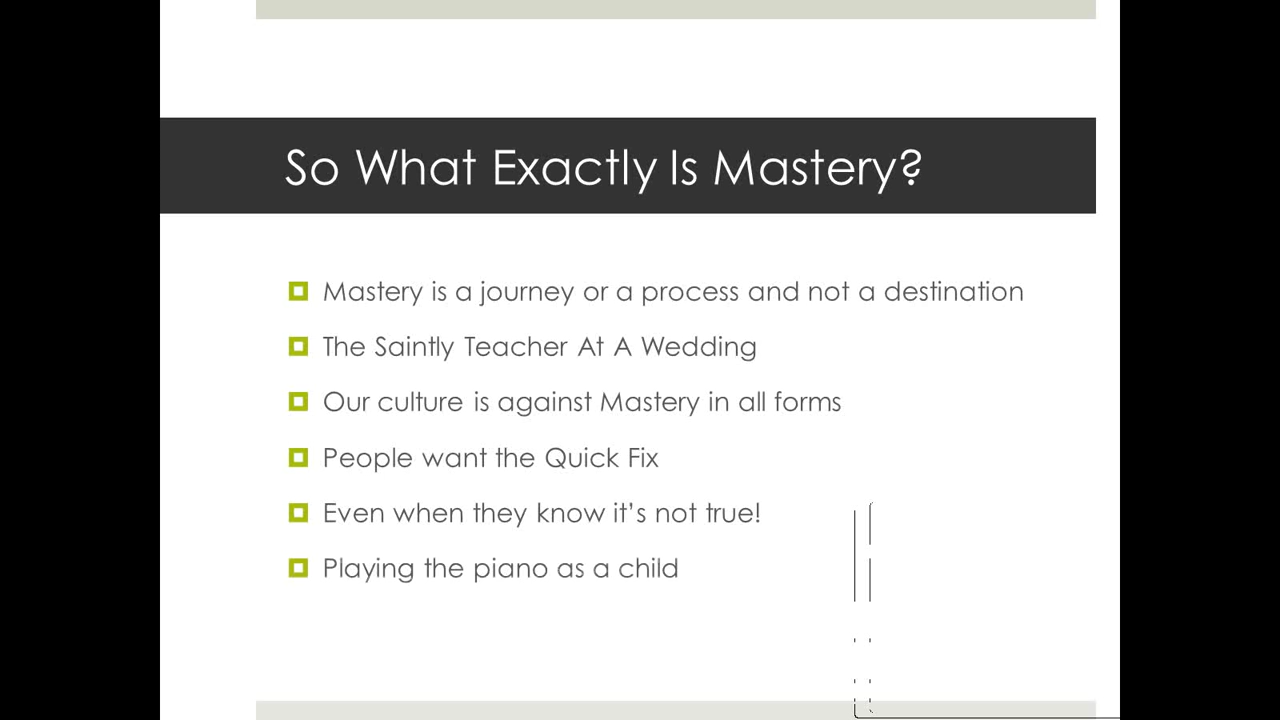 So What Exactly Is Mastery?
Mastery is a journey or a process and not a destination
The Saintly Teacher At A Wedding
Our culture is against Mastery in all forms
People want the Quick Fix
Even when they know it’s not true!
Playing the piano as a child